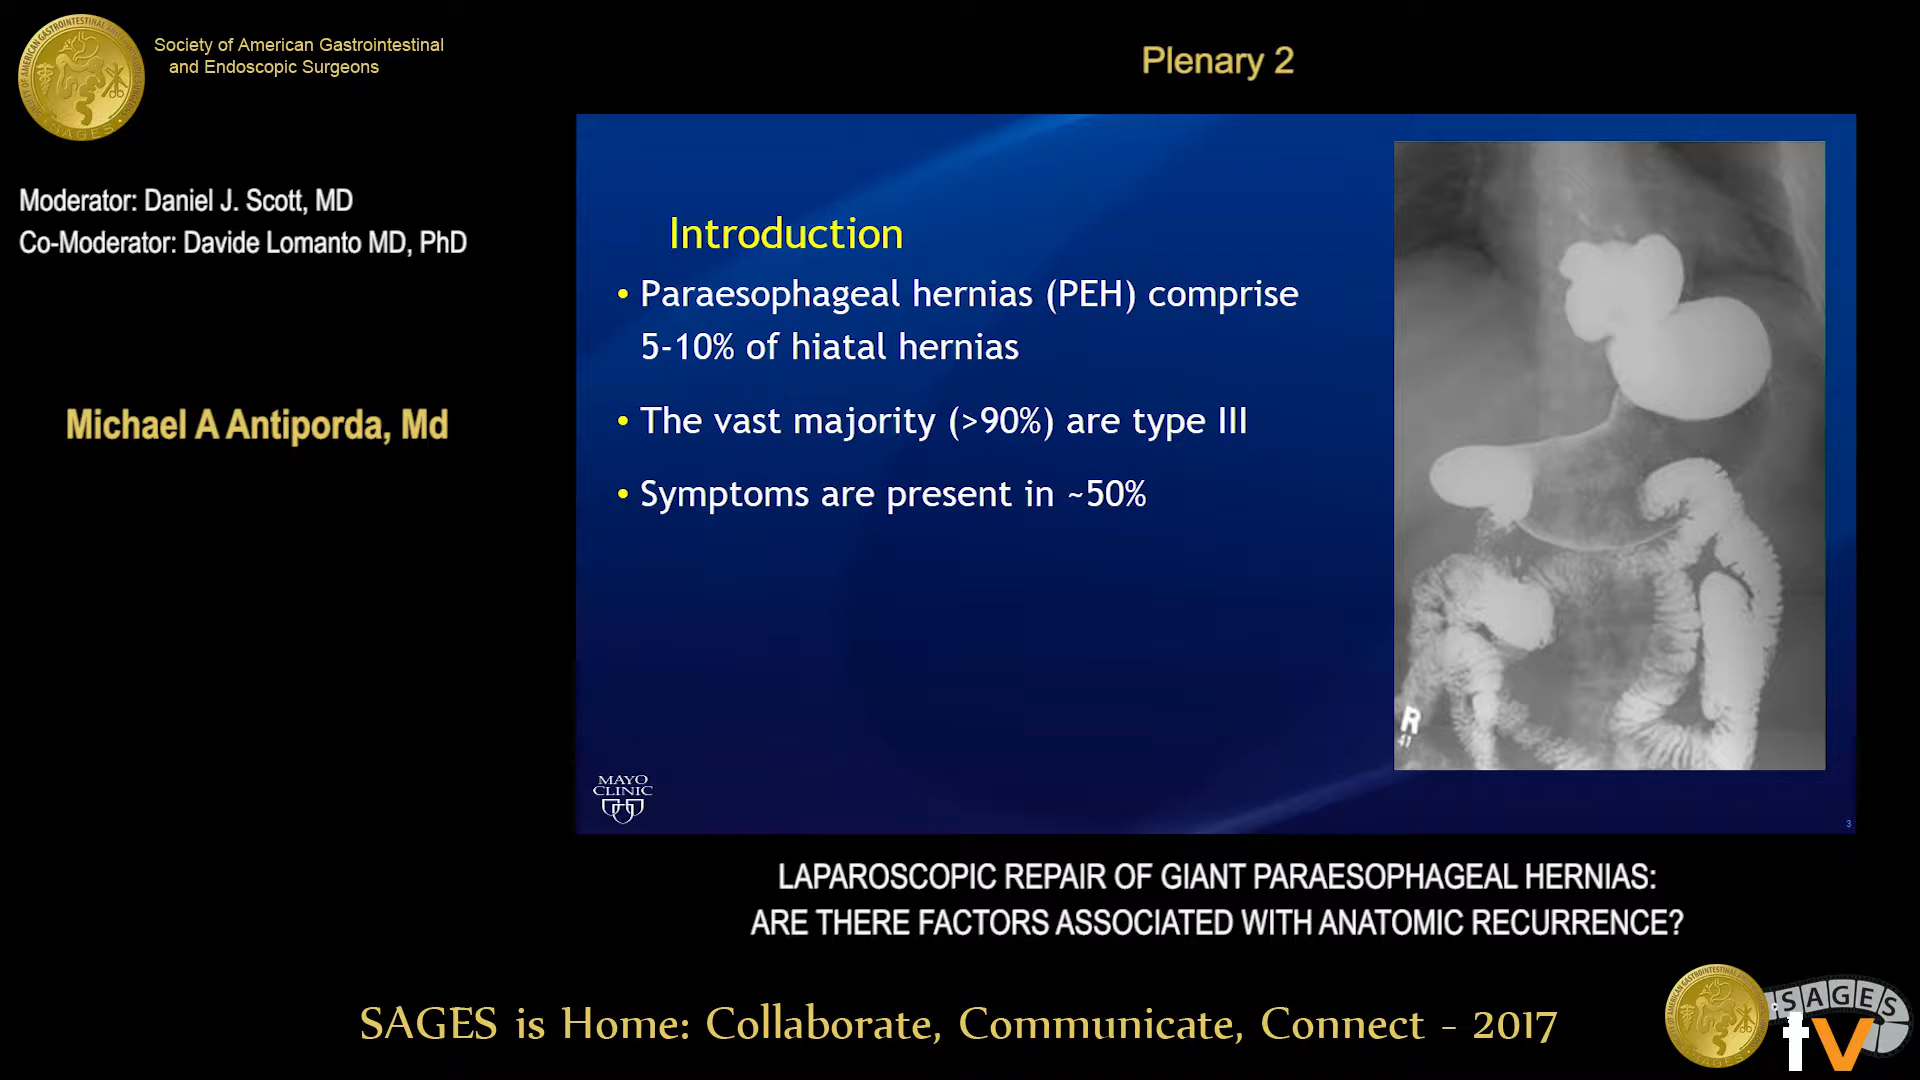 Society of American Gastrointestinal
and Endoscopic Surgeons
Plenary 2
Moderator: Daniel J. Scott, MD
Co-Moderator: Davide Lomanto MD, PhD
Michael A Antiporda, Md
Introduction
• Paraesophageal hernias (PEH) comprise
5-10% of hiatal hernias
• The vast majority (>90%) are type III
• Symptoms are present in ~50%
R
41
MAYO
CLINIC
3
LAPAROSCOPIC REPAIR OF GIANT PARAESOPHAGEAL HERNIAS:
ARE THERE FACTORS ASSOCIATED WITH ANATOMIC RECURRENCE?
SAGES is Home: Collaborate, Communicate, Connect - 2017
SAGES
tv